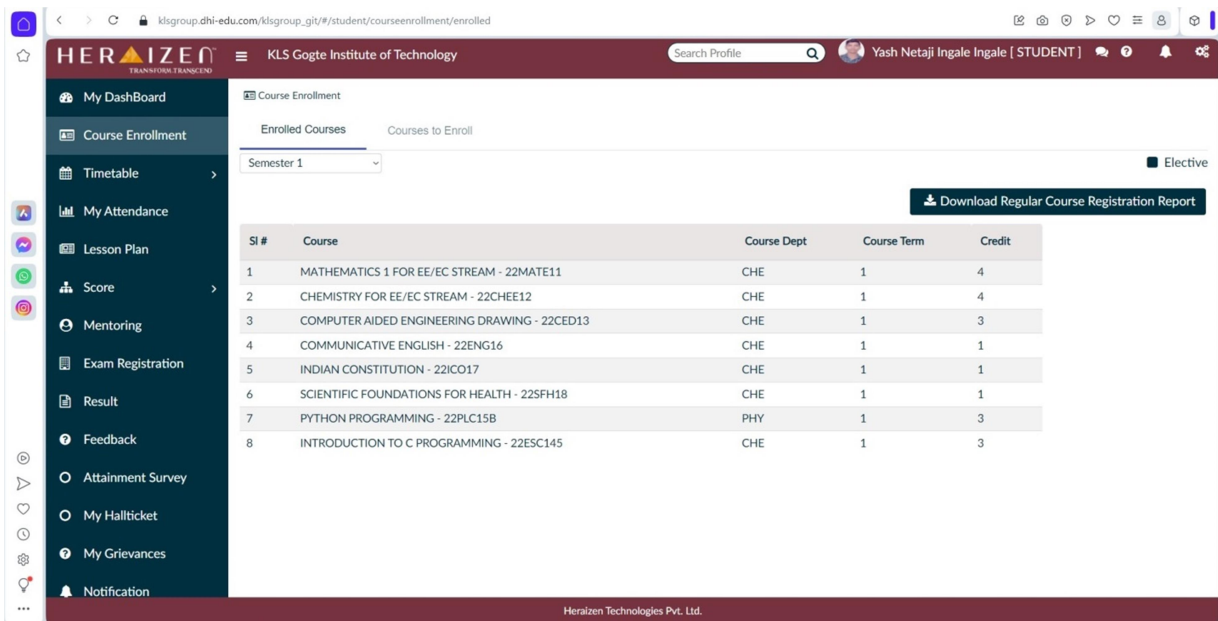 klsgroup.dhi-edu.com/klsgroup_git/#/student/courseenrollment/enrolled
HERAIZEN
TRANSFORM.TRANSCEND
KLS Gogte Institute of Technology
Search Profile
Yash Netaji Ingale Ingale [ STUDENT ]
My DashBoard
Course Enrollment
Timetable
My Attendance
Lesson Plan
Score
Mentoring
Exam Registration
Result
Feedback
Attainment Survey
My Hallticket
My Grievances
Notification
Course Enrollment
Enrolled Courses Courses to Enroll
Semester 1
Elective
Download Regular Course Registration Report
Sl # Course Course Dept Course Term Credit
1 MATHEMATICS 1 FOR EE/EC STREAM - 22MATE11 CHE 1 4
2 CHEMISTRY FOR EE/EC STREAM - 22CHEE12 CHE 1 4
3 COMPUTER AIDED ENGINEERING DRAWING - 22CED13 CHE 1 3
4 COMMUNICATIVE ENGLISH - 22ENG16 CHE 1 1
5 INDIAN CONSTITUTION - 22ICO17 CHE 1 1
6 SCIENTIFIC FOUNDATIONS FOR HEALTH - 22SFH18 CHE 1 1
7 PYTHON PROGRAMMING - 22PLC15B PHY 1 3
8 INTRODUCTION TO C PROGRAMMING - 22ESC145 CHE 1 3
Heraizen Technologies Pvt. Ltd.